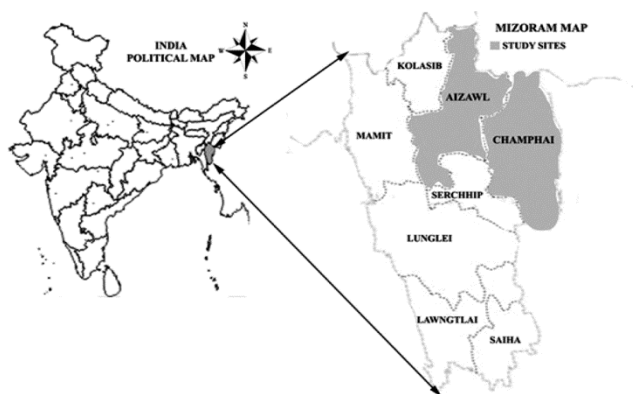 INDIA
POLITICAL MAP
N
W
E
S
MIZORAM MAP
STUDY SITES
KOLASIB
AIZAWL
MAMIT
CHAMPHAI
SERCHHIP
LUNGLEI
LAWNGTLAI
SAIHA